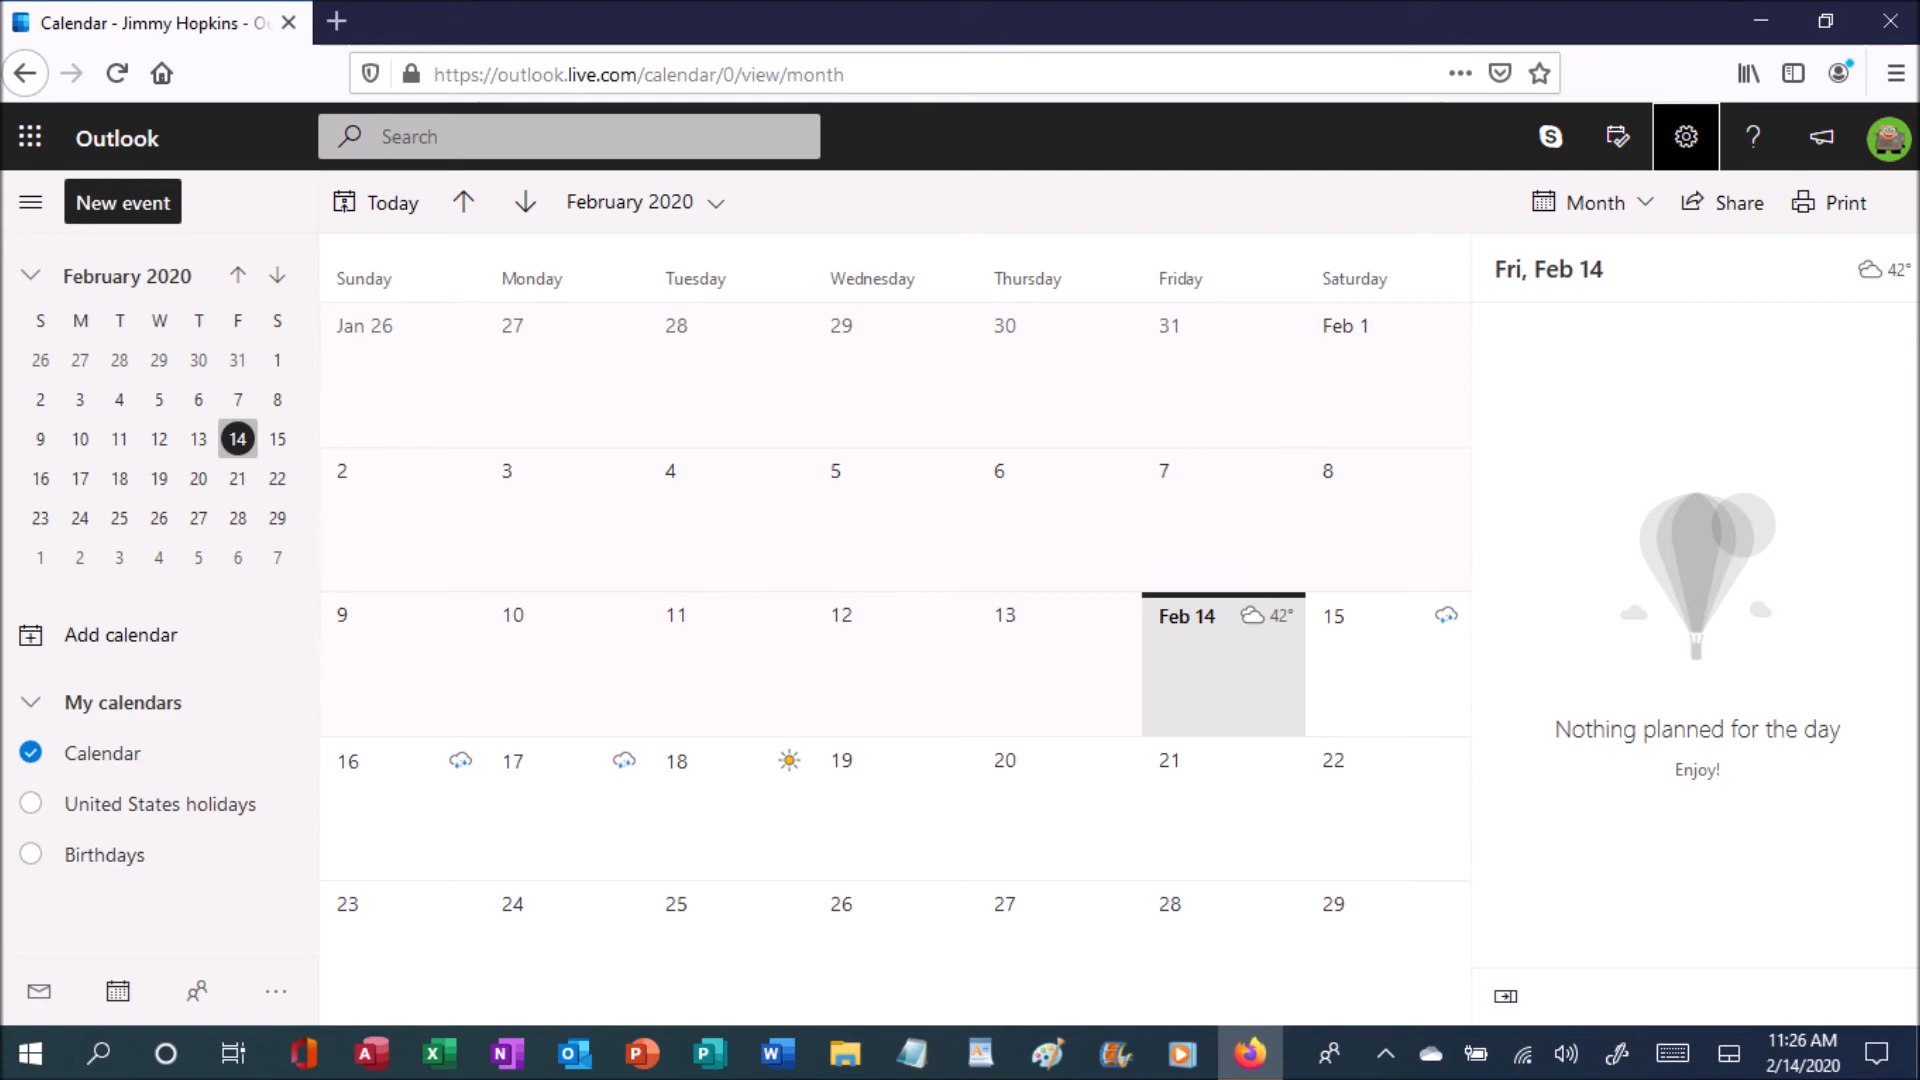 Calendar - Jimmy Hopkins - Ou
https://outlook.live.com/calendar/0/view/month
Outlook
Search
New event
Today
February 2020
Month
Share
Print
February 2020
S M T W T F S
26 27 28 29 30 31 1
2 3 4 5 6 7 8
9 10 11 12 13 14 15
16 17 18 19 20 21 22
23 24 25 26 27 28 29
1 2 3 4 5 6 7
Add calendar
My calendars
Calendar
United States holidays
Birthdays
Sunday Monday Tuesday Wednesday Thursday Friday Saturday
Jan 26 27 28 29 30 31 Feb 1
2 3 4 5 6 7 8
9 10 11 12 13 Feb 14 42° 15
16 17 18 19 20 21 22
23 24 25 26 27 28 29
Fri, Feb 14 42°
Nothing planned for the day
Enjoy!
11:26 AM
2/14/2020